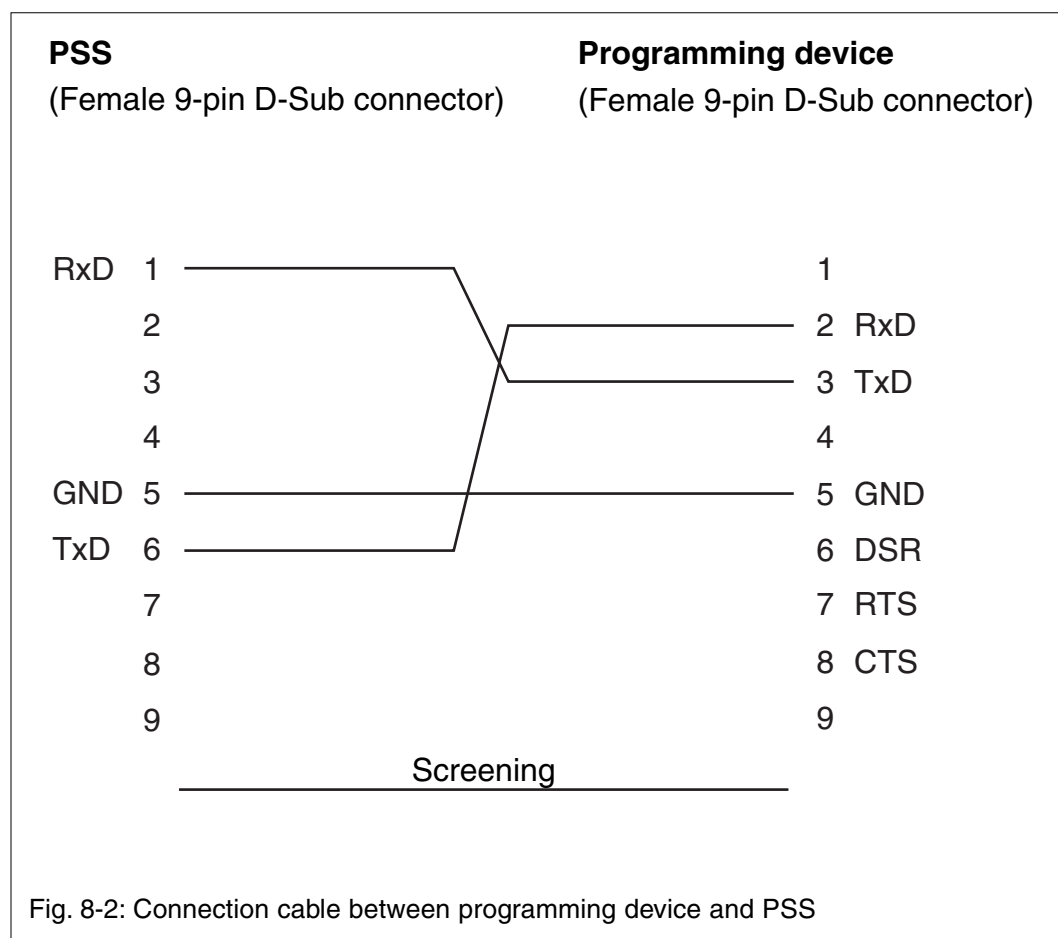 PSS Programming device
(Female 9-pin D-Sub connector) (Female 9-pin D-Sub connector)
RxD 1 1
2 2 RxD
3 3 TxD
4 4
GND 5 5 GND
TxD 6 6 DSR
7 7 RTS
8 8 CTS
9 9
Screening
Fig. 8-2: Connection cable between programming device and PSS